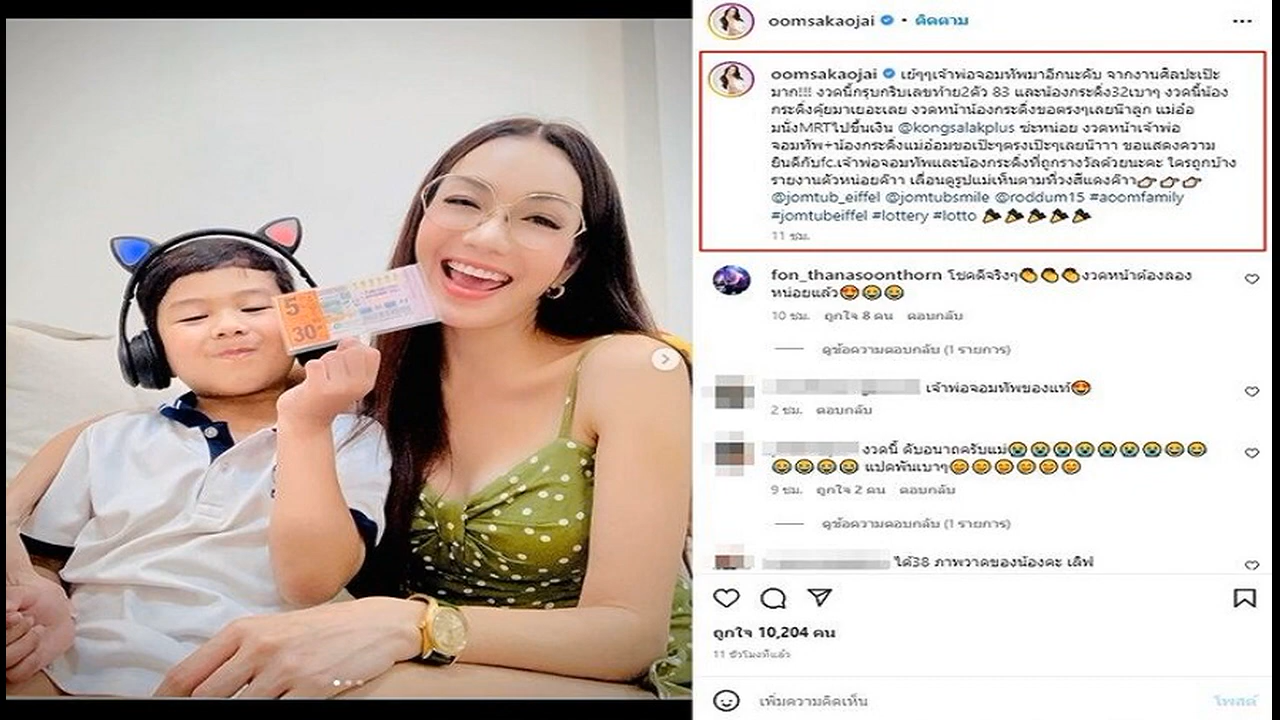 5
30
oomsakaojai • ติดตาม
oomsakaojai เย้ๆๆเจ้าพ่อจอมทัพมาอีกนะคับ จากงานศิลปะเป๊ะ
มาก!!! งวดนี้กรุบกริบเลขท้าย2ตัว 83 และน้องกระดิ่ง32เบาๆ งวดนี้น้อง
กระดิ่งคุ้ยมาเยอะเลย งวดหน้าน้องกระดิ่งขอตรงๆเลยน๊าลูก แม่อ๋อ
มนั่งMRTไปขึ้นเงิน @kongsalakplus ซะหน่อย งวดหน้าเจ้าพ่อ
จอมทัพ+น้องกระดิ่งแม่อ๋อมขอเป๊ะๆตรงเป๊ะๆเลยน๊าาา ขอแสดงความ
ยินดีกับfc.เจ้าพ่อจอมทัพและน้องกระดิ่งที่ถูกรางวัลด้วยนะคะ ใครถูกบ้าง
รายงานตัวหน่อยค๊าา เลื่อนดูรูปแม่เห็นตามที่วงสีแดงค๊าา👉👉👉
@jomtub_eiffel @jomtubsmile @roddum15 #aoomfamily
#jomtubeiffel #lottery #lotto 🎉🎉🎉🎉🎉
11 ชม.
fon_thanasoonthorn โชคดีจริงๆ👏👏👏งวดหน้าต้องลอง
หน่อยแล้ว🤩😂😂
10 ชม. ถูกใจ 8 คน ตอบกลับ
ดูข้อความตอบกลับ (1 รายการ)
เจ้าพ่อจอมทัพของแท้🤩
2 ชม. ตอบกลับ
งวดนี้ ดับอนาถครับแม่😭😭😭😭😭😭😭😂😂
😂😂😂😂 แปดพันเบาๆ😋😋😋😋😋😋
9 ชม. ถูกใจ 2 คน ตอบกลับ
ดูข้อความตอบกลับ (1 รายการ)
ได้38 ภาพวาดของน้องคะ เลิฟ
ถูกใจ 10,204 คน
11 ชั่วโมงที่แล้ว
เพิ่มความคิดเห็น
โพสต์